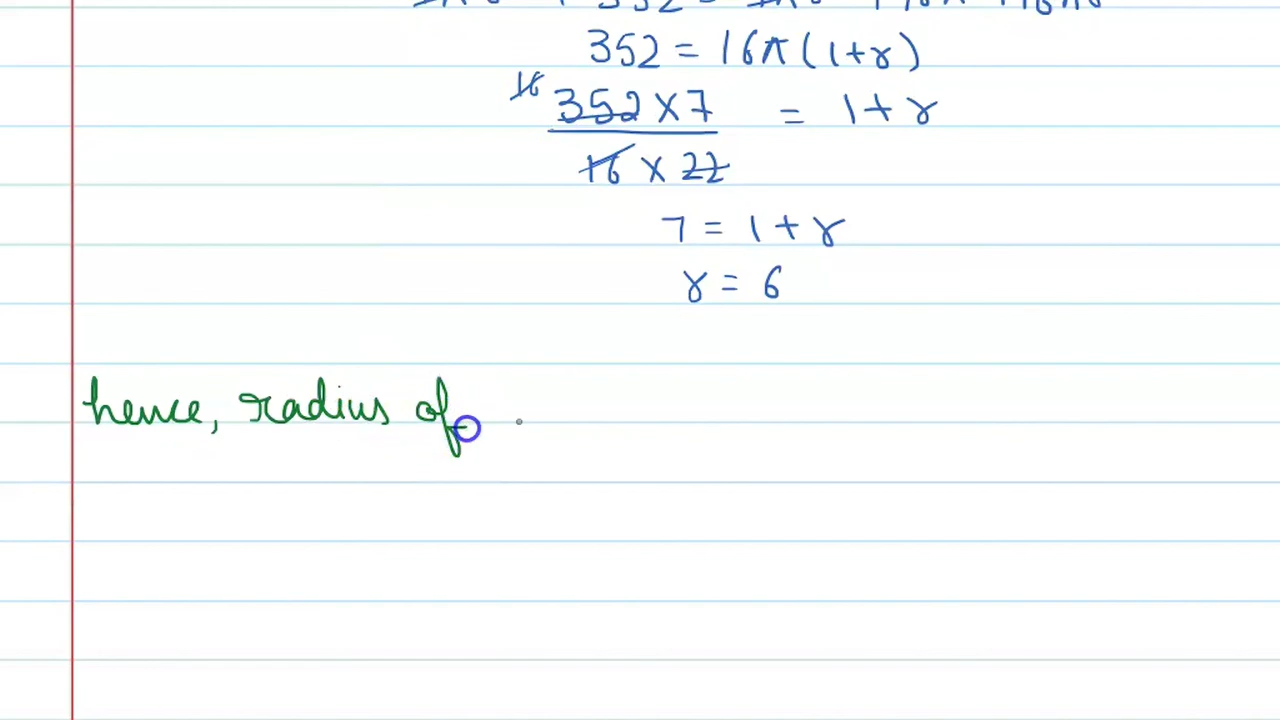 352 = 16π(1+r)
16
352 × 7 = 1+r
16 × 22
7 = 1 + r
r = 6
hence, radius of